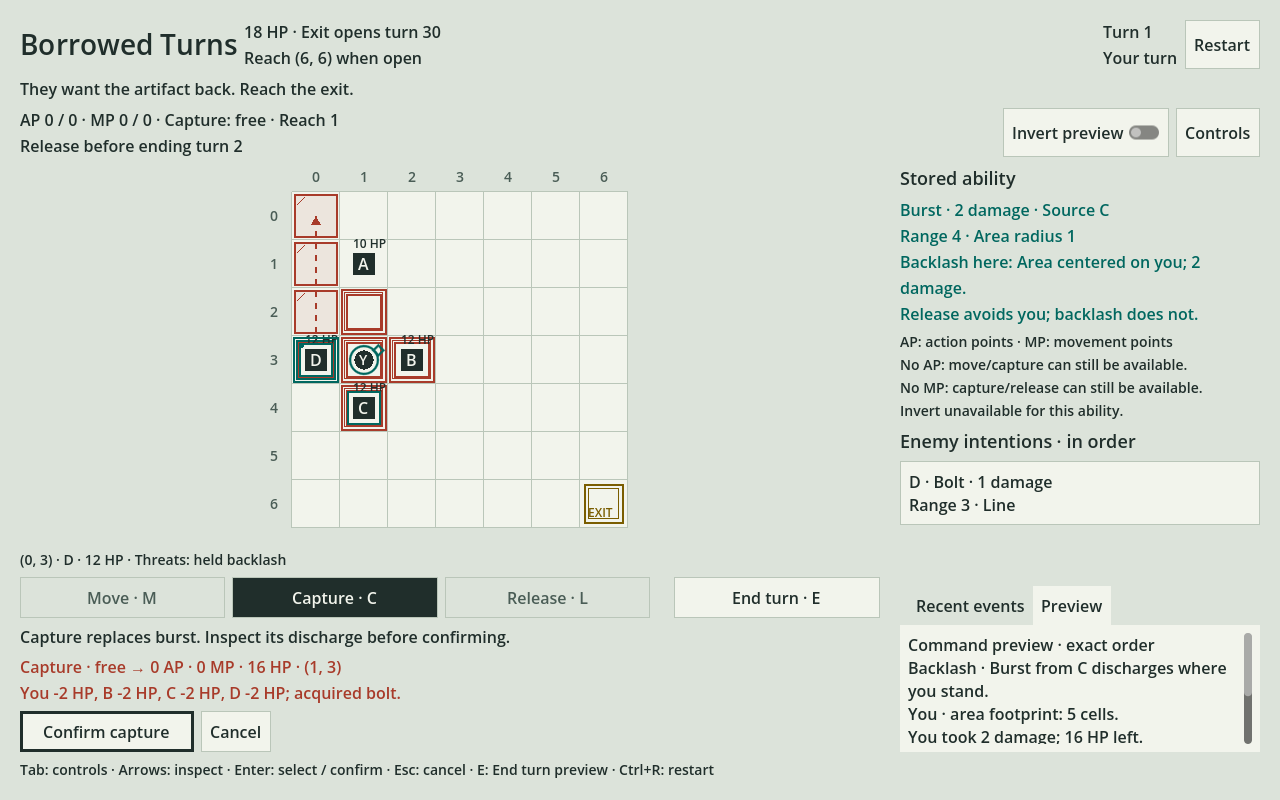 Borrowed Turns
18 HP · Exit opens turn 30
Reach (6, 6) when open
Turn 1
Your turn
Restart
They want the artifact back. Reach the exit.
AP 0 / 0 · MP 0 / 0 · Capture: free · Reach 1
Release before ending turn 2
Invert preview
Controls
0 1 2 3 4 5 6
0
1
2
3
4
5
6
10 HP
A
12 HP
D
Y
12 HP
B
12 HP
C
EXIT
Stored ability
Burst · 2 damage · Source C
Range 4 · Area radius 1
Backlash here: Area centered on you; 2
damage.
Release avoids you; backlash does not.
AP: action points · MP: movement points
No AP: move/capture can still be available.
No MP: capture/release can still be available.
Invert unavailable for this ability.
Enemy intentions · in order
D · Bolt · 1 damage
Range 3 · Line
(0, 3) · D · 12 HP · Threats: held backlash
Move · M
Capture · C
Release · L
End turn · E
Capture replaces burst. Inspect its discharge before confirming.
Capture · free → 0 AP · 0 MP · 16 HP · (1, 3)
You -2 HP, B -2 HP, C -2 HP, D -2 HP; acquired bolt.
Confirm capture
Cancel
Recent events
Preview
Command preview · exact order
Backlash · Burst from C discharges where
you stand.
You · area footprint: 5 cells.
You took 2 damage; 16 HP left.
Tab: controls · Arrows: inspect · Enter: select / confirm · Esc: cancel · E: End turn preview · Ctrl+R: restart